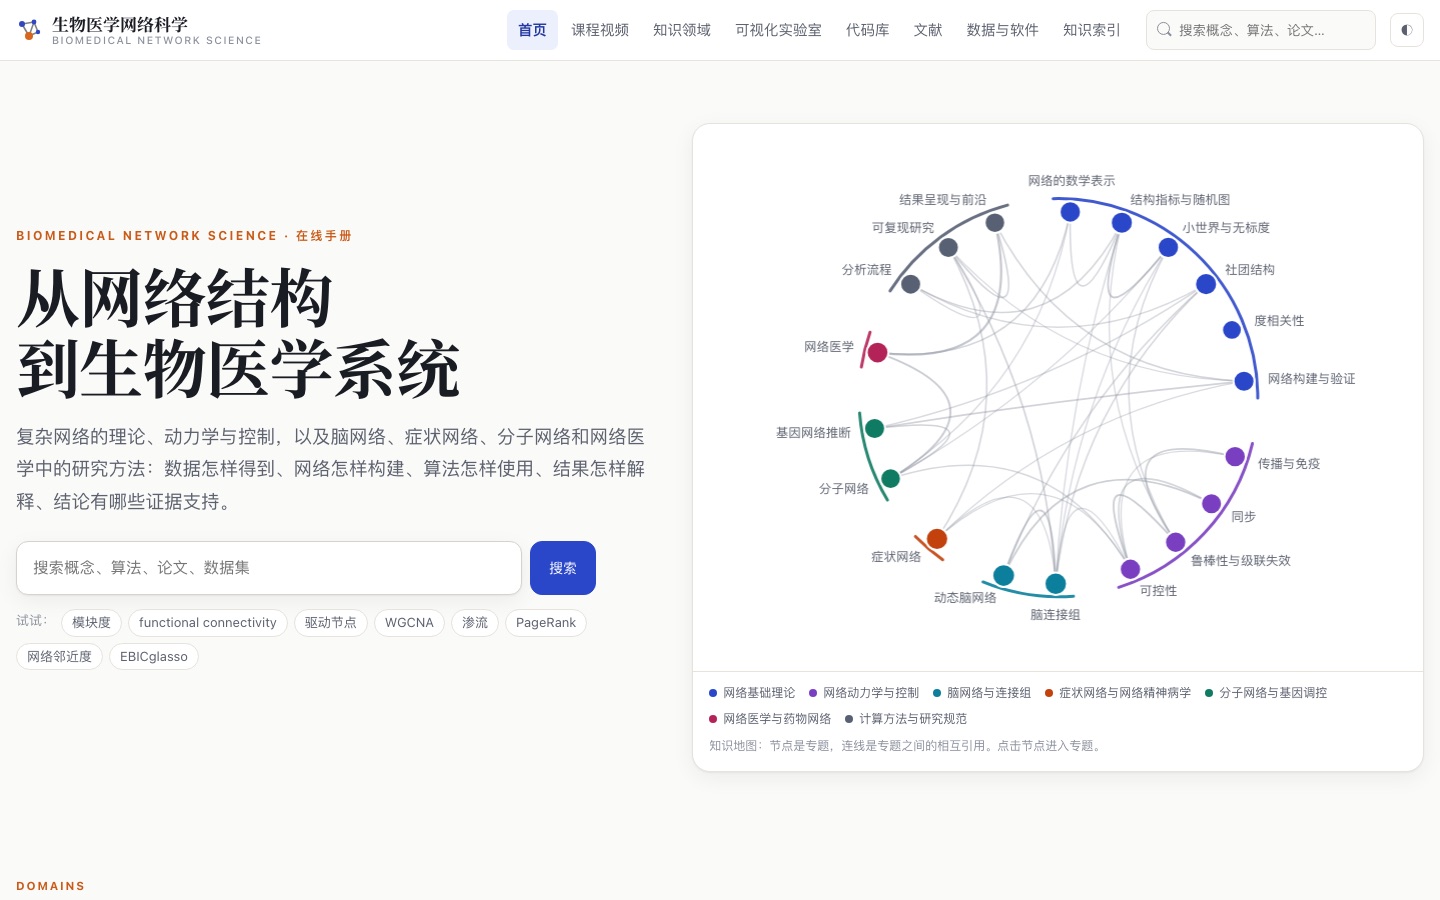 生物医学网络科学
BIOMEDICAL NETWORK SCIENCE
首页
课程视频
知识领域
可视化实验室
代码库
文献
数据与软件
知识索引
搜索概念、算法、论文...
BIOMEDICAL NETWORK SCIENCE · 在线手册
从网络结构
到生物医学系统
复杂网络的理论、动力学与控制，以及脑网络、症状网络、分子网络和网络医
学中的研究方法：数据怎样得到、网络怎样构建、算法怎样使用、结果怎样解
释、结论有哪些证据支持。
搜索概念、算法、论文、数据集
搜索
试试：
模块度
functional connectivity
驱动节点
WGCNA
渗流
PageRank
网络邻近度
EBICglasso
网络的数学表示
结构指标与随机图
小世界与无标度
社团结构
度相关性
网络构建与验证
传播与免疫
同步
鲁棒性与级联失效
可控性
脑连接组
动态脑网络
症状网络
分子网络
基因网络推断
网络医学
分析流程
可复现研究
结果呈现与前沿
网络基础理论
网络动力学与控制
脑网络与连接组
症状网络与网络精神病学
分子网络与基因调控
网络医学与药物网络
计算方法与研究规范
知识地图：节点是专题，连线是专题之间的相互引用。点击节点进入专题。
DOMAINS